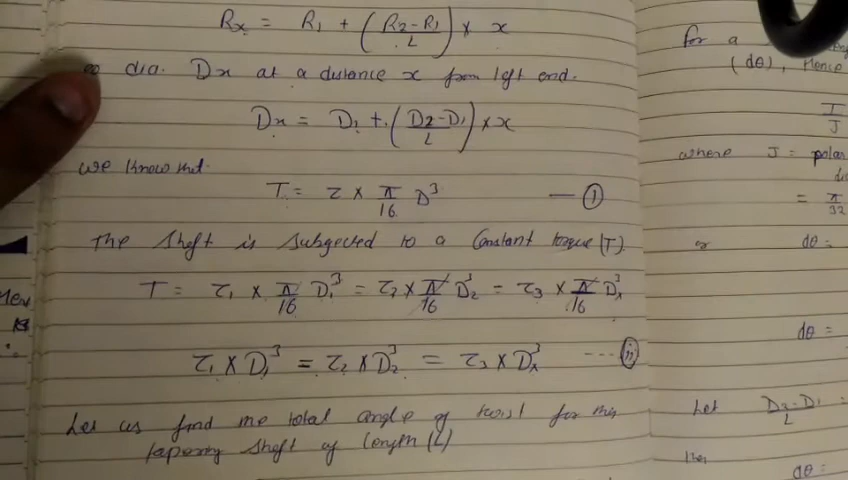 Rx = R1 + (R2-R1/L) × x
so dia. Dx at a distance x from left end.
Dx = D1 + (D2-D1/L) × x
we know that
T = τ × π/16 D³ — (i)
The shaft is subjected to a Constant torque (T).
T = τ1 × π/16 D1³ = τ2 × π/16 D2³ = τ3 × π/16 Dx³
τ1 × D1³ = τ2 × D2³ = τ3 × Dx³ --- (ii)
Let us find the total angle of twist for this
tapering shaft of length (L)
For a
(dθ), Hence
T/J
where J = polar
= π/32
or dθ =
dθ =
Let D2-D1/L =
dθ =